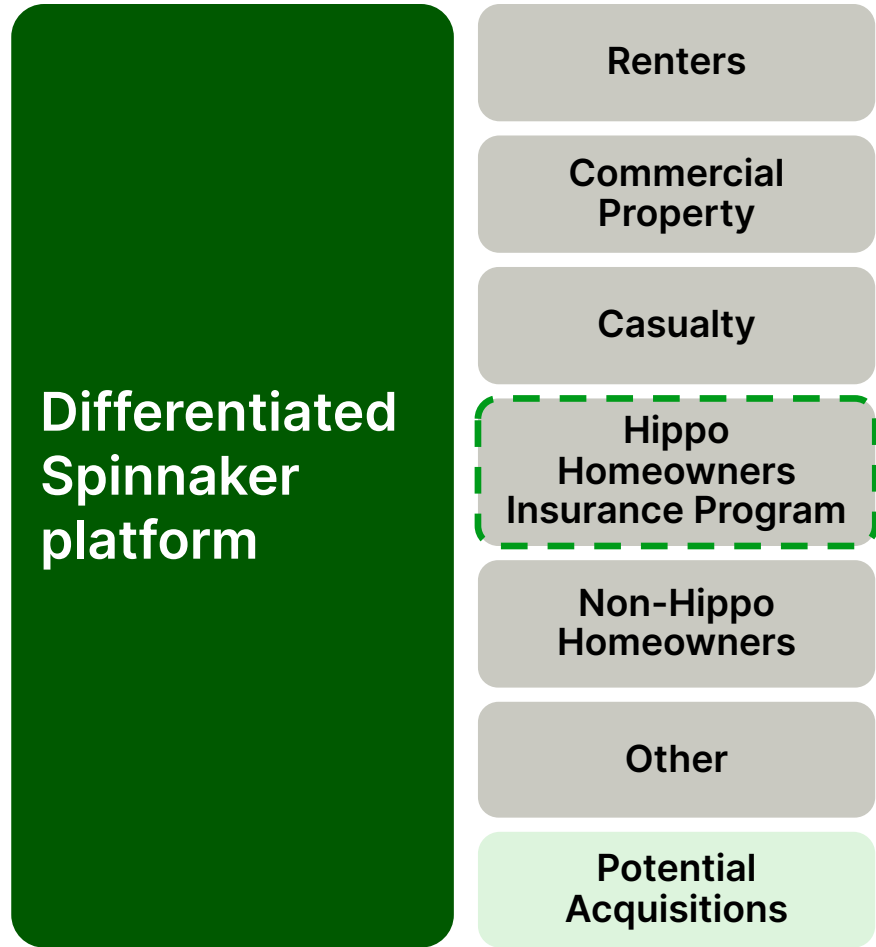 Differentiated
Spinnaker
platform
Renters
Commercial
Property
Casualty
Hippo
Homeowners
Insurance Program
Non-Hippo
Homeowners
Other
Potential
Acquisitions